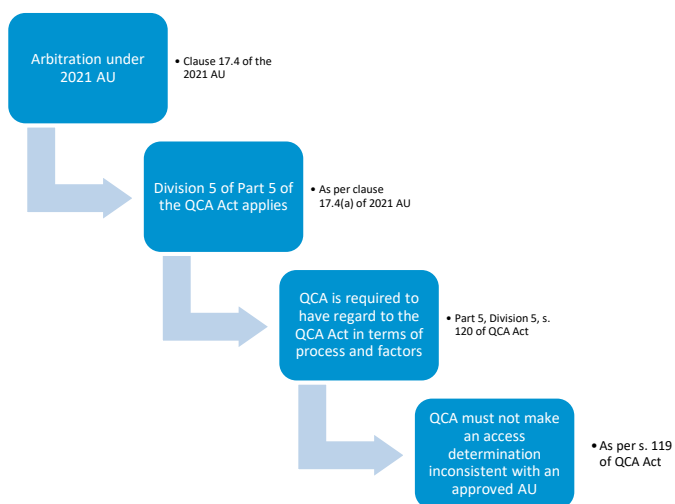 Arbitration under
2021 AU
• Clause 17.4 of the
2021 AU
Division 5 of Part 5 of
the QCA Act applies
• As per clause
17.4(a) of 2021 AU
QCA is required to
have regard to the
QCA Act in terms of
process and factors
• Part 5, Division 5, s.
120 of QCA Act
QCA must not make
an access
determination
inconsistent with an
approved AU
• As per s. 119
of QCA Act